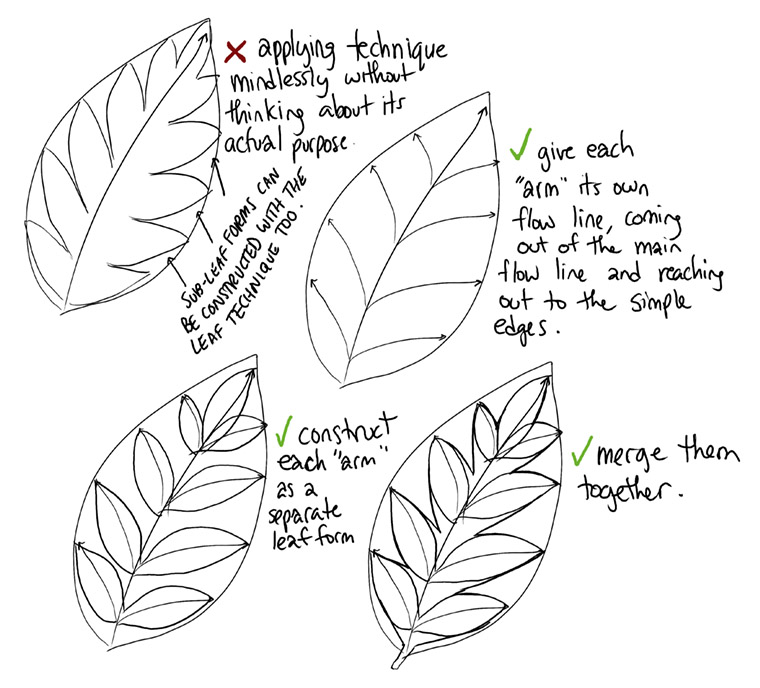 applying technique
mindlessly without
thinking about its
actual purpose.
SUB-LEAF FORMS CAN
BE CONSTRUCTED WITH THE
LEAF TECHNIQUE TOO.
give each
"arm" its own
flow line, coming
out of the main
flow line and reaching
out to the simple
edges.
construct
each "arm"
as a
separate
leaf form
merge them
together.